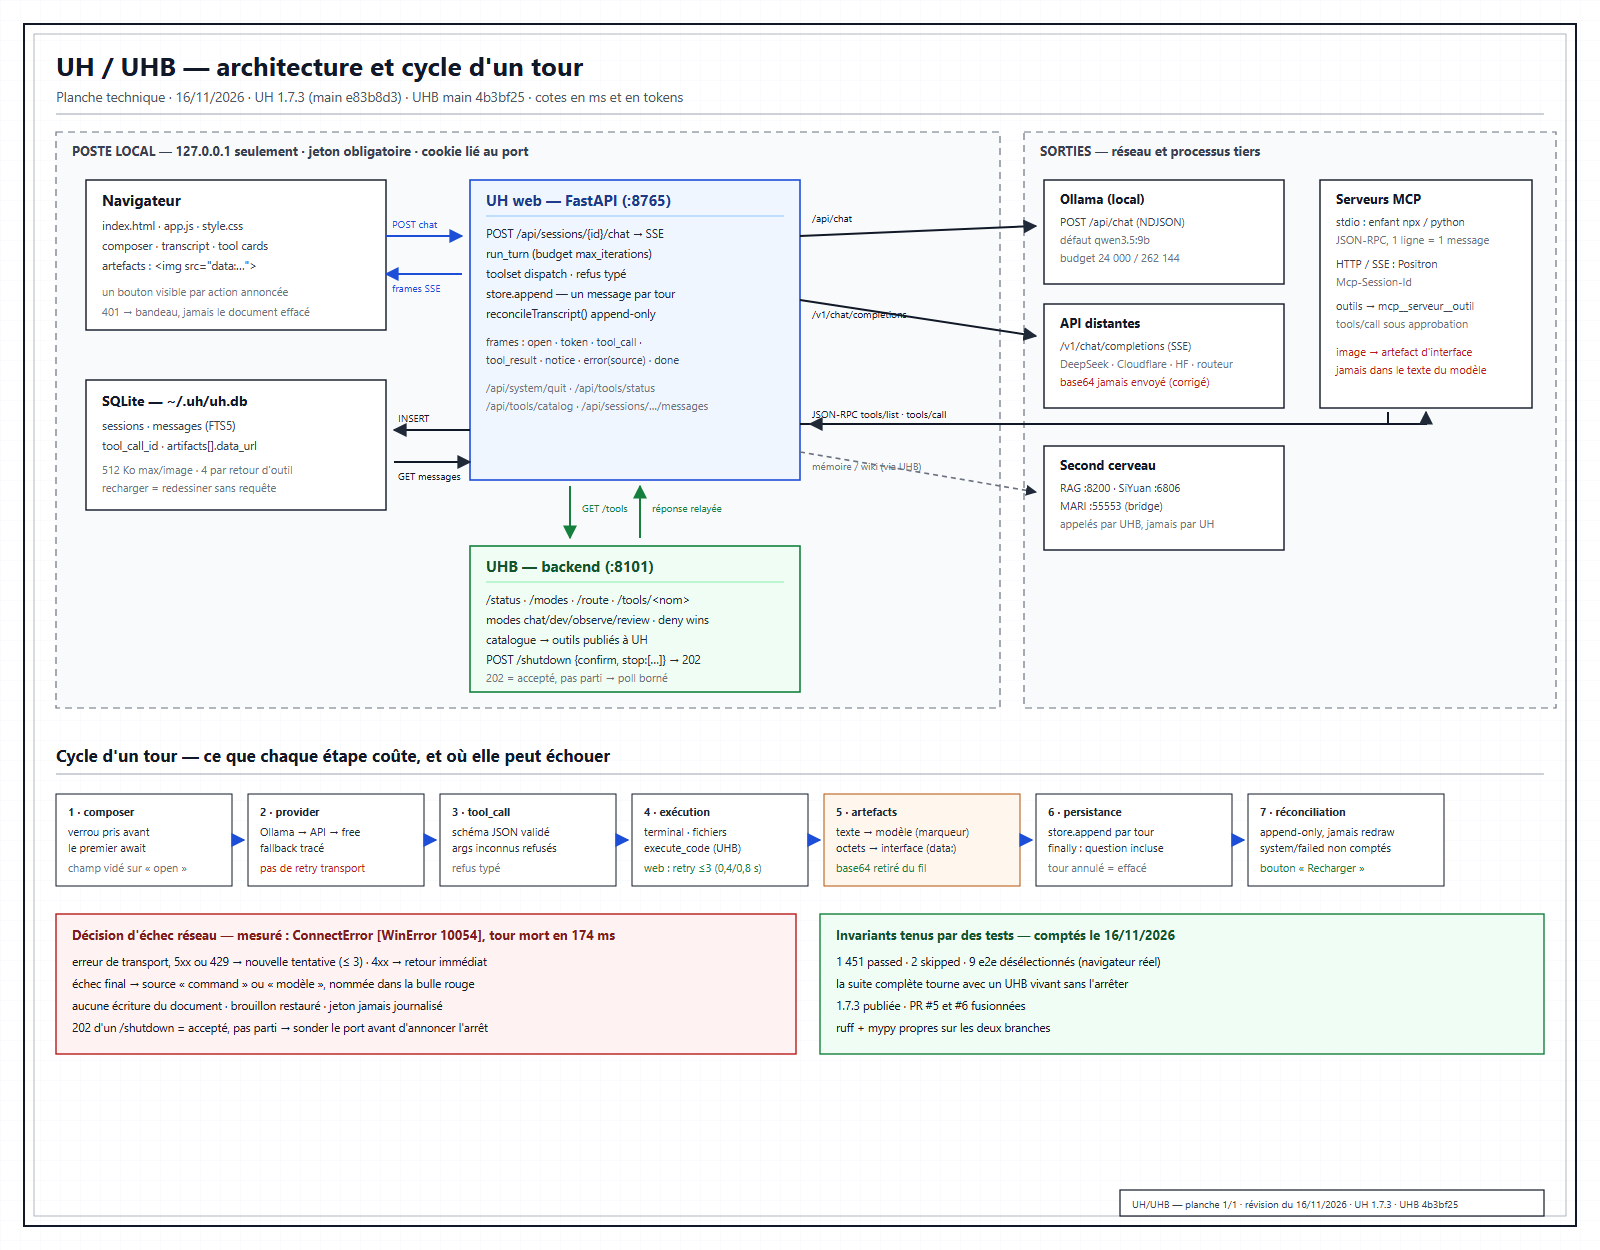 UH / UHB — architecture et cycle d'un tour
Planche technique · 16/11/2026 · UH 1.7.3 (main e83b8d3) · UHB main 4b3bf25 · cotes en ms et en tokens
POSTE LOCAL — 127.0.0.1 seulement · jeton obligatoire · cookie lié au port
Navigateur
index.html · app.js · style.css
composer · transcript · tool cards
artefacts : <img src="data:...">
un bouton visible par action annoncée
401 → bandeau, jamais le document effacé
POST chat
frames SSE
UH web — FastAPI (:8765)
POST /api/sessions/{id}/chat → SSE
run_turn (budget max_iterations)
toolset dispatch · refus typé
store.append — un message par tour
reconcileTranscript() append-only
frames : open · token · tool_call ·
tool_result · notice · error(source) · done
/api/system/quit · /api/tools/status
/api/tools/catalog · /api/sessions/.../messages
SQLite — ~/.uh/uh.db
sessions · messages (FTS5)
tool_call_id · artifacts[].data_url
512 Ko max/image · 4 par retour d'outil
recharger = redessiner sans requête
INSERT
GET messages
GET /tools
réponse relayée
UHB — backend (:8101)
/status · /modes · /route · /tools/<nom>
modes chat/dev/observe/review · deny wins
catalogue → outils publiés à UH
POST /shutdown {confirm, stop:[...]} → 202
202 = accepté, pas parti → poll borné
/api/chat
/v1/chat/completions
JSON-RPC tools/list · tools/call
mémoire / wiki (via UHB)
SORTIES — réseau et processus tiers
Ollama (local)
POST /api/chat (NDJSON)
défaut qwen3.5:9b
budget 24 000 / 262 144
API distantes
/v1/chat/completions (SSE)
DeepSeek · Cloudflare · HF · routeur
base64 jamais envoyé (corrigé)
Second cerveau
RAG :8200 · SiYuan :6806
MARI :55553 (bridge)
appelés par UHB, jamais par UH
Serveurs MCP
stdio : enfant npx / python
JSON-RPC, 1 ligne = 1 message
HTTP / SSE : Positron
Mcp-Session-Id
outils → mcp__serveur__outil
tools/call sous approbation
image → artefact d'interface
jamais dans le texte du modèle
Cycle d'un tour — ce que chaque étape coûte, et où elle peut échouer
1 · composer
verrou pris avant
le premier await
champ vidé sur « open »
2 · provider
Ollama → API → free
fallback tracé
pas de retry transport
3 · tool_call
schéma JSON validé
args inconnus refusés
refus typé
4 · exécution
terminal · fichiers
execute_code (UHB)
web : retry ≤3 (0,4/0,8 s)
5 · artefacts
texte → modèle (marqueur)
octets → interface (data:)
base64 retiré du fil
6 · persistance
store.append par tour
finally : question incluse
tour annulé = effacé
7 · réconciliation
append-only, jamais redraw
system/failed non comptés
bouton « Recharger »
Décision d'échec réseau — mesuré : ConnectError [WinError 10054], tour mort en 174 ms
erreur de transport, 5xx ou 429 → nouvelle tentative (≤ 3) · 4xx → retour immédiat
échec final → source « command » ou « modèle », nommée dans la bulle rouge
aucune écriture du document · brouillon restauré · jeton jamais journalisé
202 d'un /shutdown = accepté, pas parti → sonder le port avant d'annoncer l'arrêt
Invariants tenus par des tests — comptés le 16/11/2026
1 451 passed · 2 skipped · 9 e2e désélectionnés (navigateur réel)
la suite complète tourne avec un UHB vivant sans l'arrêter
1.7.3 publiée · PR #5 et #6 fusionnées
ruff + mypy propres sur les deux branches
UH/UHB — planche 1/1 · révision du 16/11/2026 · UH 1.7.3 · UHB 4b3bf25